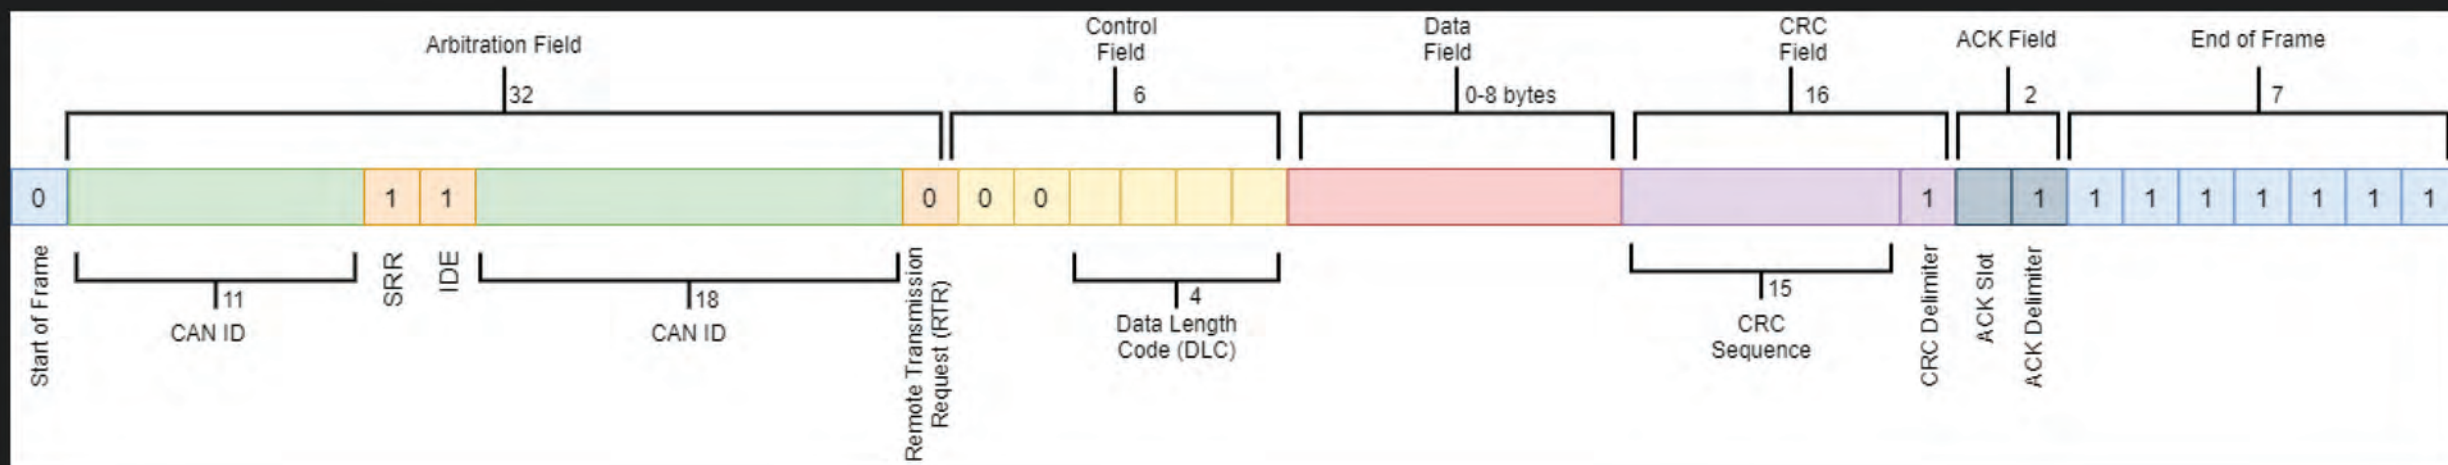 Arbitration Field
32
Control
Field
6
Data
Field
0-8 bytes
CRC
Field
16
ACK Field
2
End of Frame
7
0
1
1
0
0
0
1
1
1
1
1
1
1
1
1
Start of Frame
11
CAN ID
SRR
IDE
18
CAN ID
Remote Transmission
Request (RTR)
4
Data Length
Code (DLC)
15
CRC
Sequence
CRC Delimiter
ACK Slot
ACK Delimiter